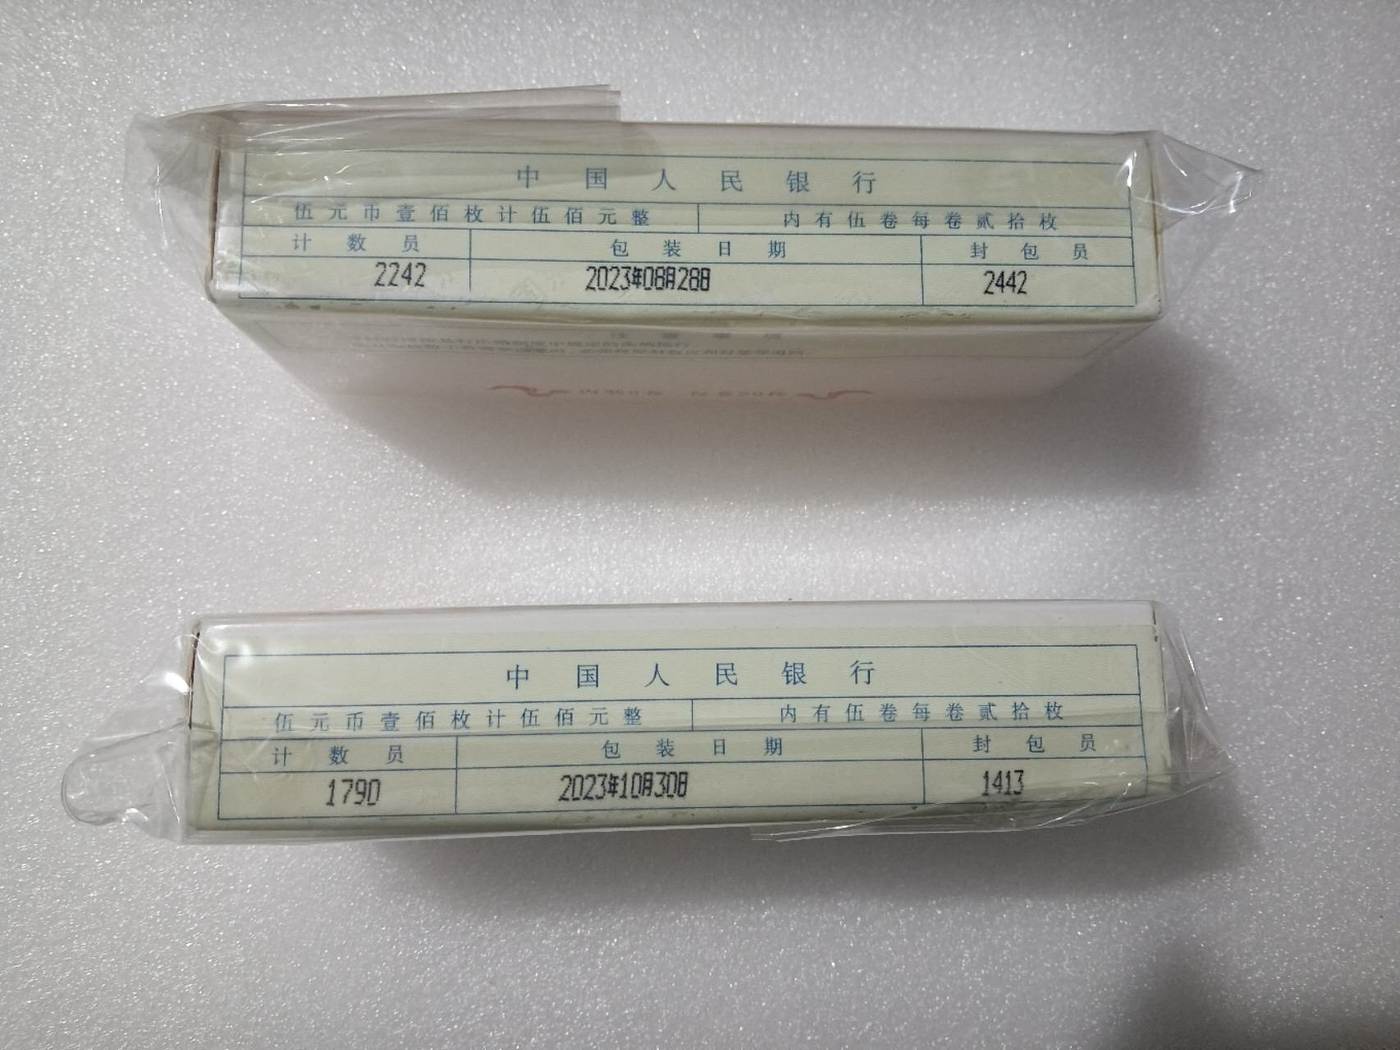 中国人民银行
伍元币壹佰枚计伍佰元整 内有伍卷每卷贰拾枚
计数员 包装日期 封包员
2242 2023年08月28日 2442
中国人民银行
伍元币壹佰枚计伍佰元整 内有伍卷每卷贰拾枚
计数员 包装日期 封包员
1790 2023年10月30日 1413